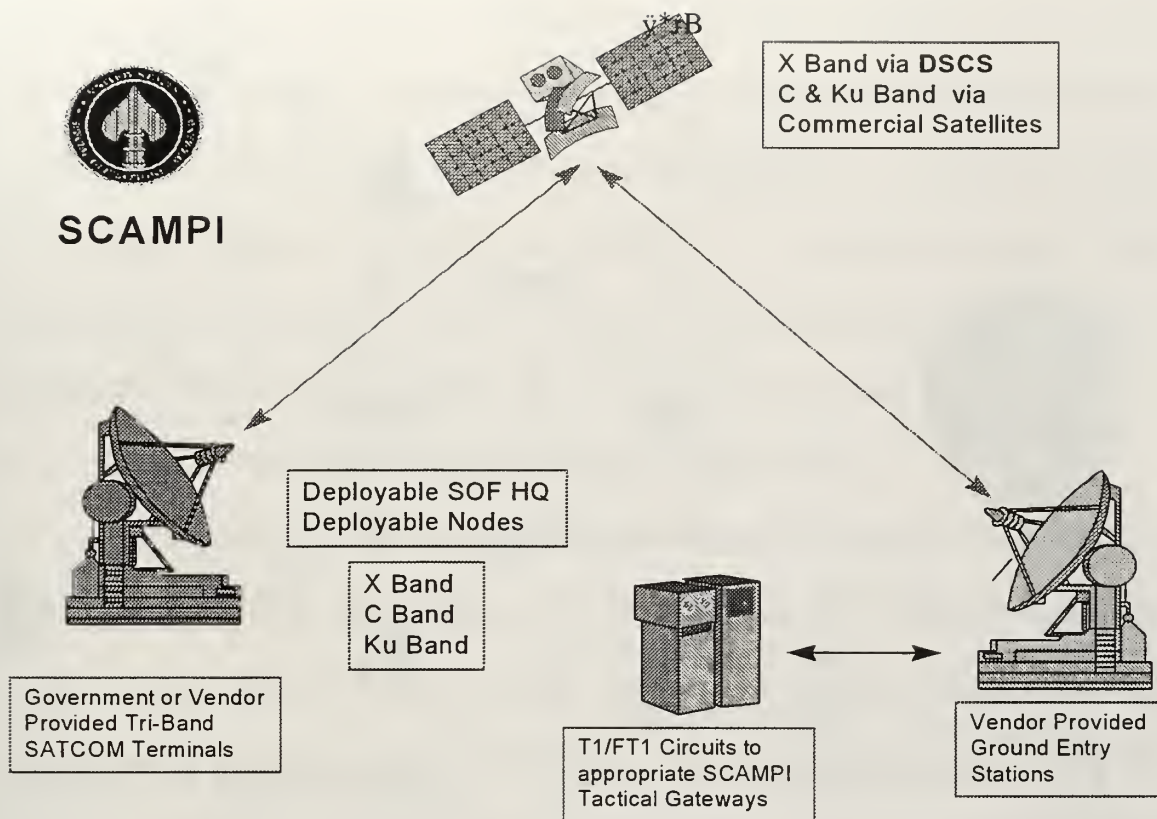 ÿ*ŕB
X Band via DSCS
C & Ku Band via
Commercial Satellites
SCAMPI
Deployable SOF HQ
Deployable Nodes
X Band
C Band
Ku Band
Government or Vendor
Provided Tri-Band
SATCOM Terminals
T1/FT1 Circuits to
appropriate SCAMPI
Tactical Gateways
Vendor Provided
Ground Entry
Stations